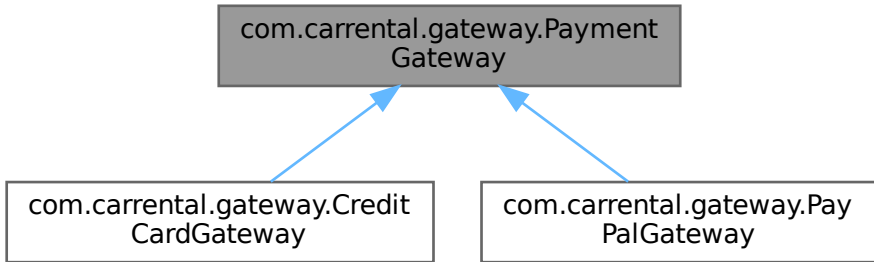 com.carrental.gateway.Payment
Gateway
com.carrental.gateway.Credit
CardGateway
com.carrental.gateway.Pay
PalGateway